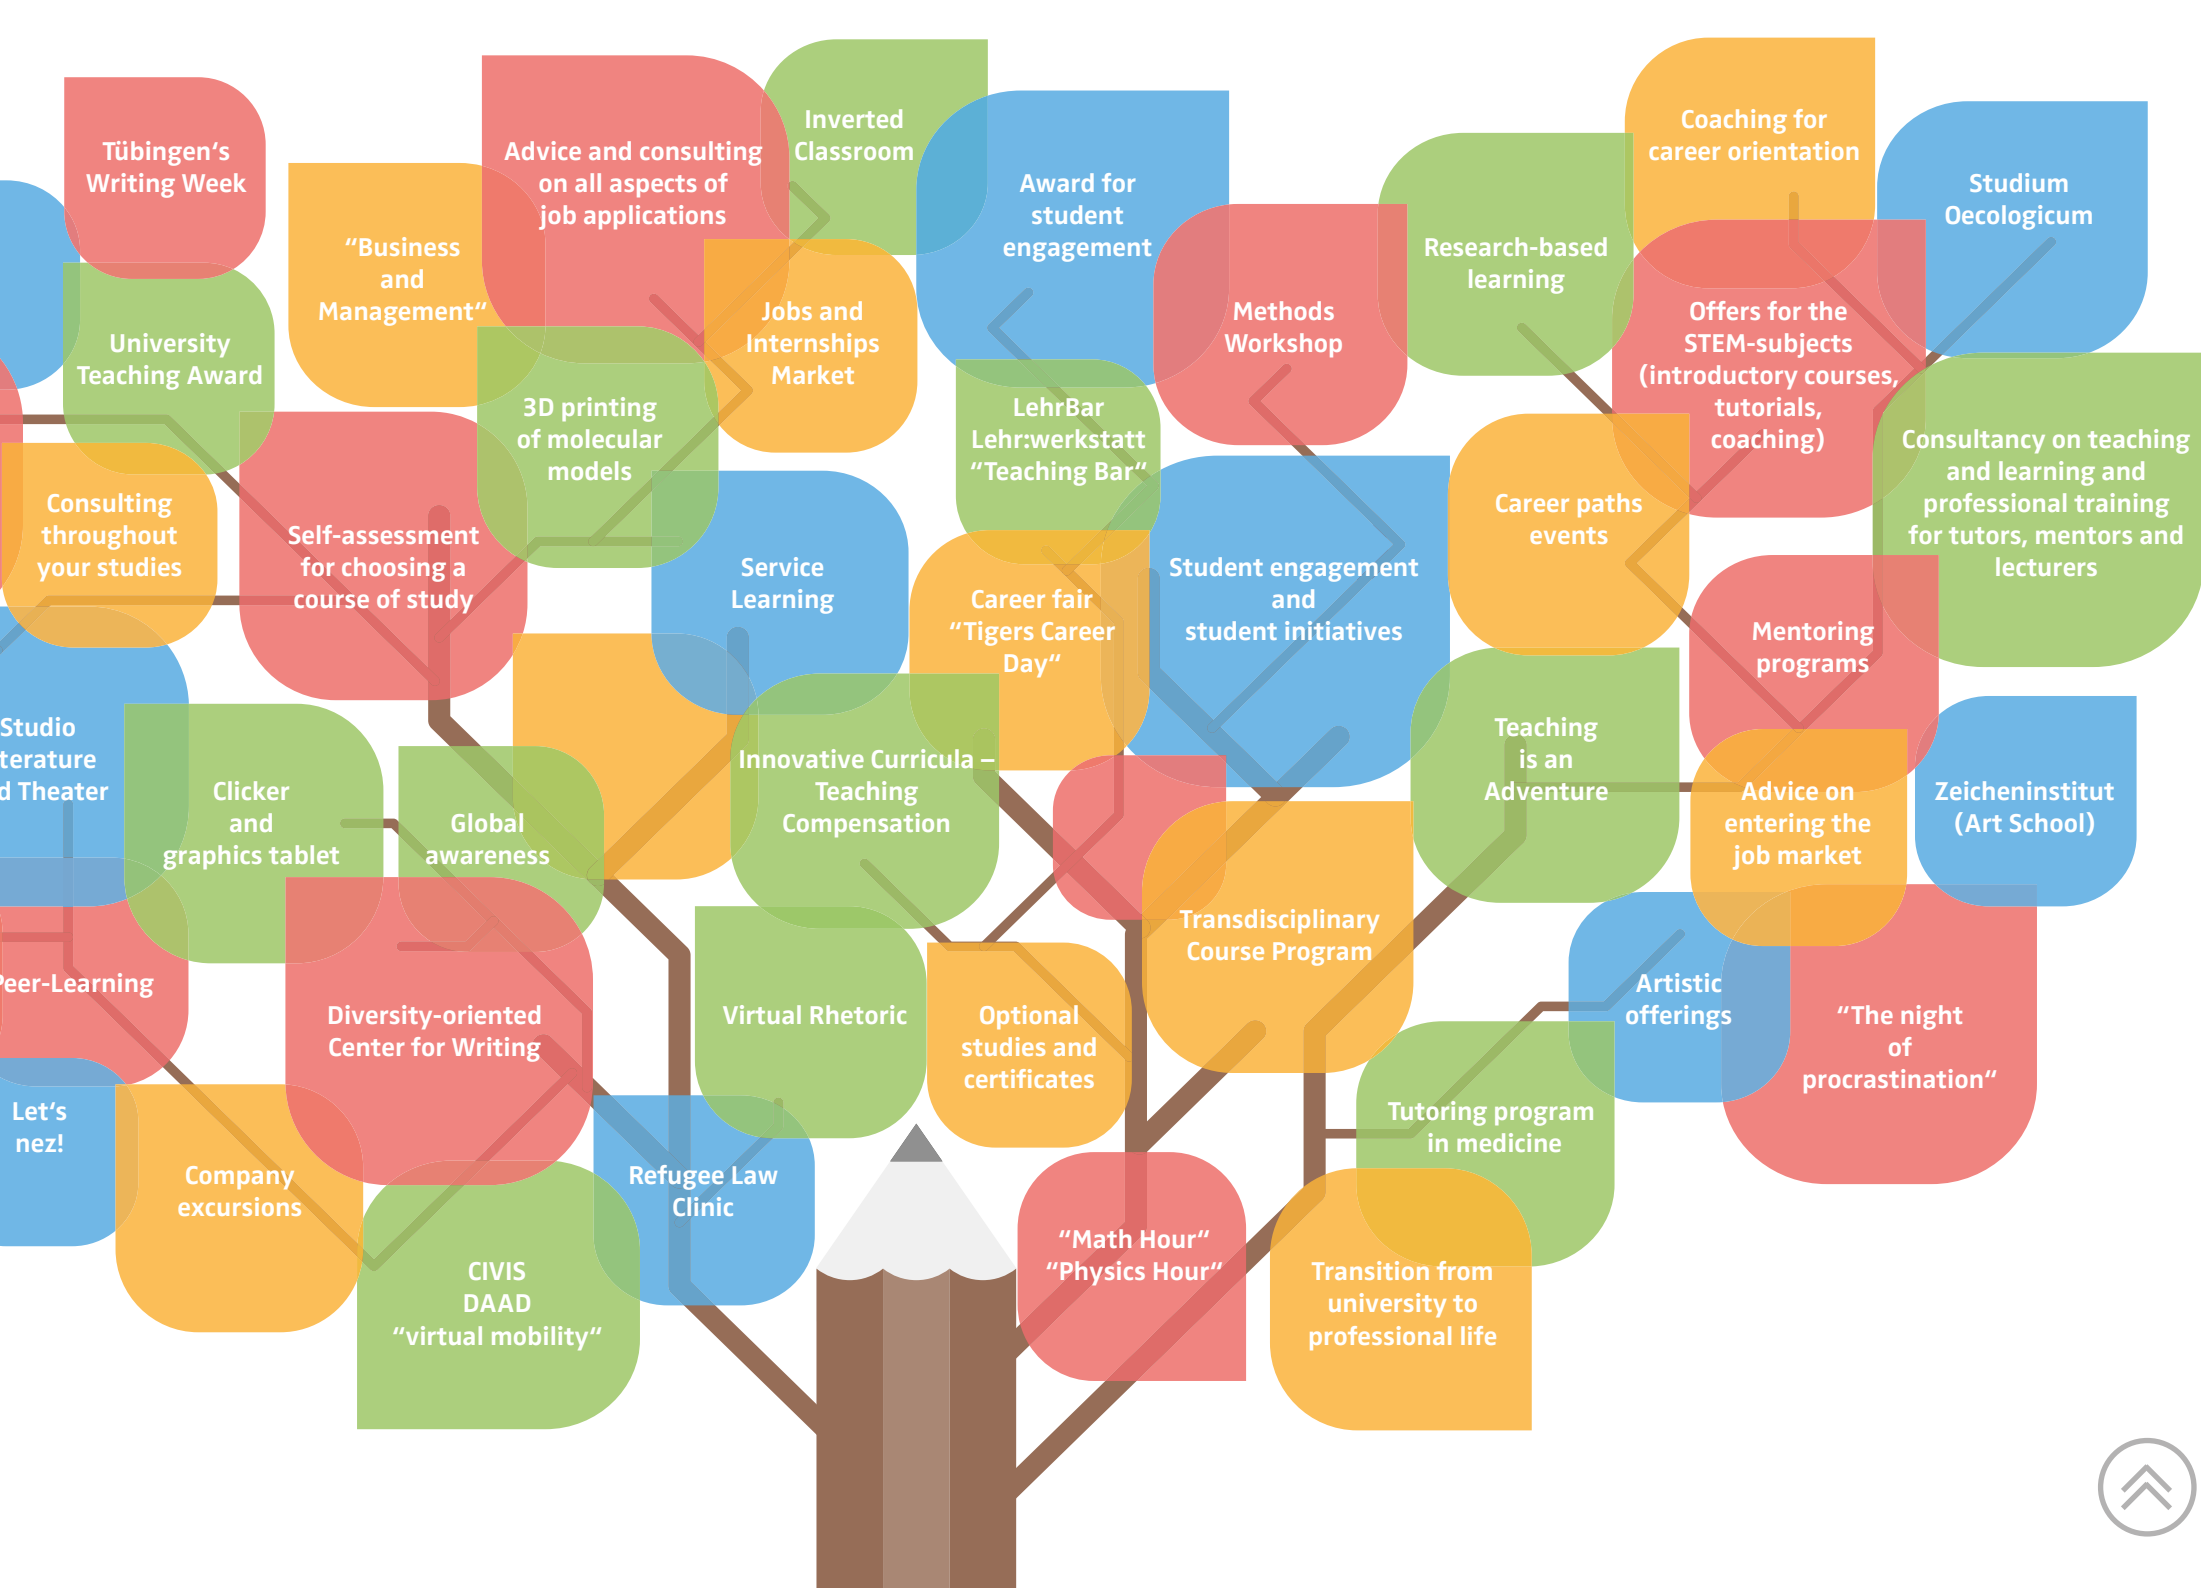 Tübingen‘s
Writing Week
Advice and consulting
on all aspects of
job applications
Inverted
Classroom
Award for
student
engagement
Coaching for
career orientation
Studium
Oecologicum
“Business
and
Management“
Research-based
learning
University
Teaching Award
Jobs and
Internships
Market
Methods
Workshop
Offers for the
STEM-subjects
(introductory courses,
tutorials,
coaching)
3D printing
of molecular
models
LehrBar
Lehr:werkstatt
“Teaching Bar“
Consultancy on teaching
and learning and
professional training
for tutors, mentors and
lecturers
Consulting
throughout
your studies
Self-assessment
for choosing a
course of study
Career paths
events
Service
Learning
Career fair
“Tigers Career
Day“
Student engagement
and
student initiatives
Mentoring
programs
Studio
terature
d Theater
Clicker
and
graphics tablet
Global
awareness
Innovative Curricula –
Teaching
Compensation
Teaching
is an
Adventure
Advice on
entering the
job market
Zeicheninstitut
(Art School)
Peer-Learning
Diversity-oriented
Center for Writing
Virtual Rhetoric
Optional
studies and
certificates
Transdisciplinary
Course Program
Artistic
offerings
“The night
of
procrastination“
Let‘s
nez!
Company
excursions
Refugee Law
Clinic
Tutoring program
in medicine
CIVIS
DAAD
“virtual mobility“
“Math Hour“
“Physics Hour“
Transition from
university to
professional life